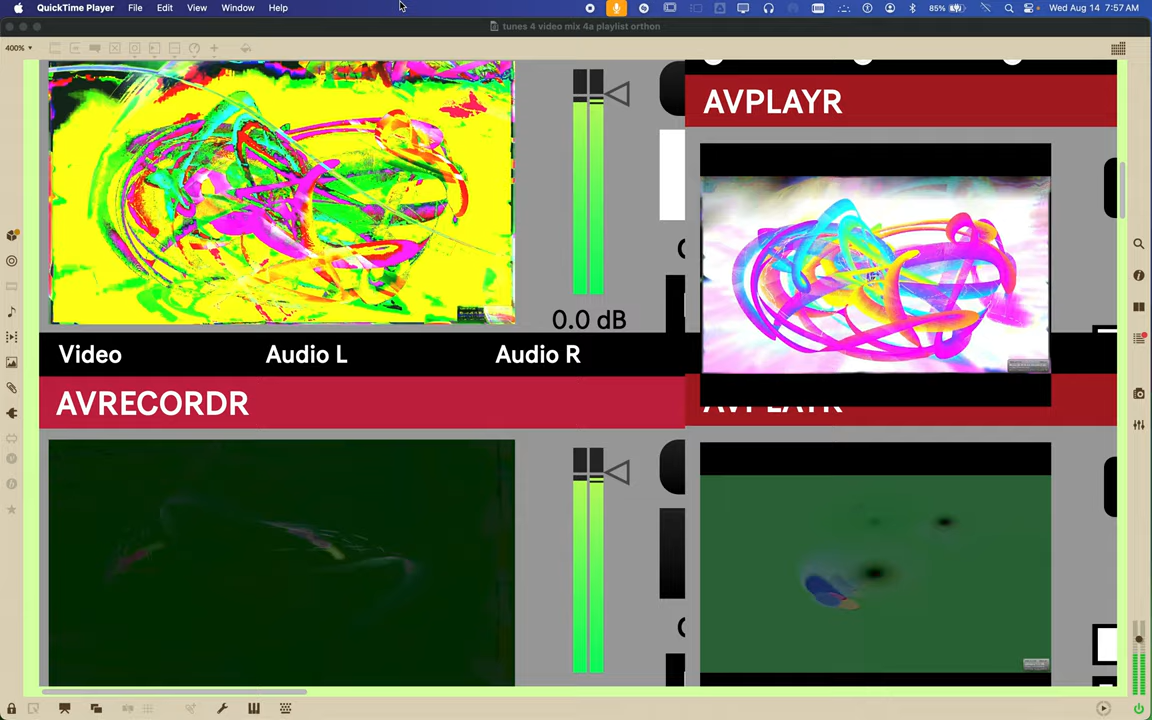 QuickTime Player File Edit View Window Help 85% Wed Aug 14 7:57 AM
tunes 4 video mix 4a playlist orthon
400%
AVPLAYR
0.0 dB
Video Audio L Audio R
AVRECORDR
AVPLAYR